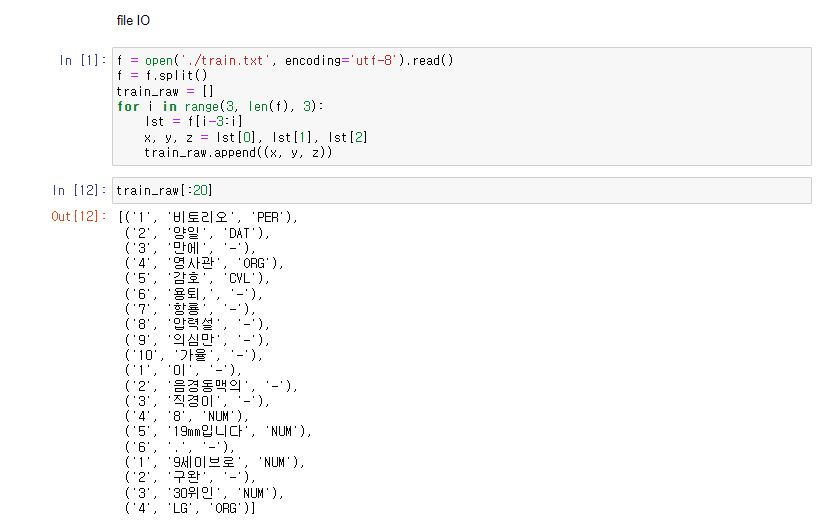 file IO
In [1]: f = open('./train.txt', encoding='utf-8').read()
f = f.split()
train_raw = []
for i in range(3, len(f), 3):
    lst = f[i-3:i]
    x, y, z = lst[0], lst[1], lst[2]
    train_raw.append((x, y, z))
In [12]: train_raw[:20]
Out[12]: [('1', '비토리오', 'PER'),
('2', '양일', 'DAT'),
('3', '만에', '-'),
('4', '영사관', 'ORG'),
('5', '감호', 'CVL'),
('6', '용퇴,', '-'),
('7', '항룡', '-'),
('8', '압력설', '-'),
('9', '의심만', '-'),
('10', '가율', '-'),
('1', '이', '-'),
('2', '음경동맥의', '-'),
('3', '직경이', '-'),
('4', '8', 'NUM'),
('5', '19mm입니다', 'NUM'),
('6', '.', '-'),
('1', '9세이브로', 'NUM'),
('2', '구완', '-'),
('3', '30위인', 'NUM'),
('4', 'LG', 'ORG')]